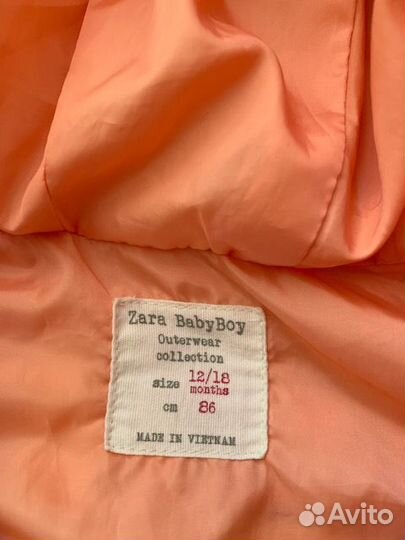 Zara BabyBoy
Outerwear
collection
size 12/18
months
cm 86
MADE IN VIETNAM
Avito